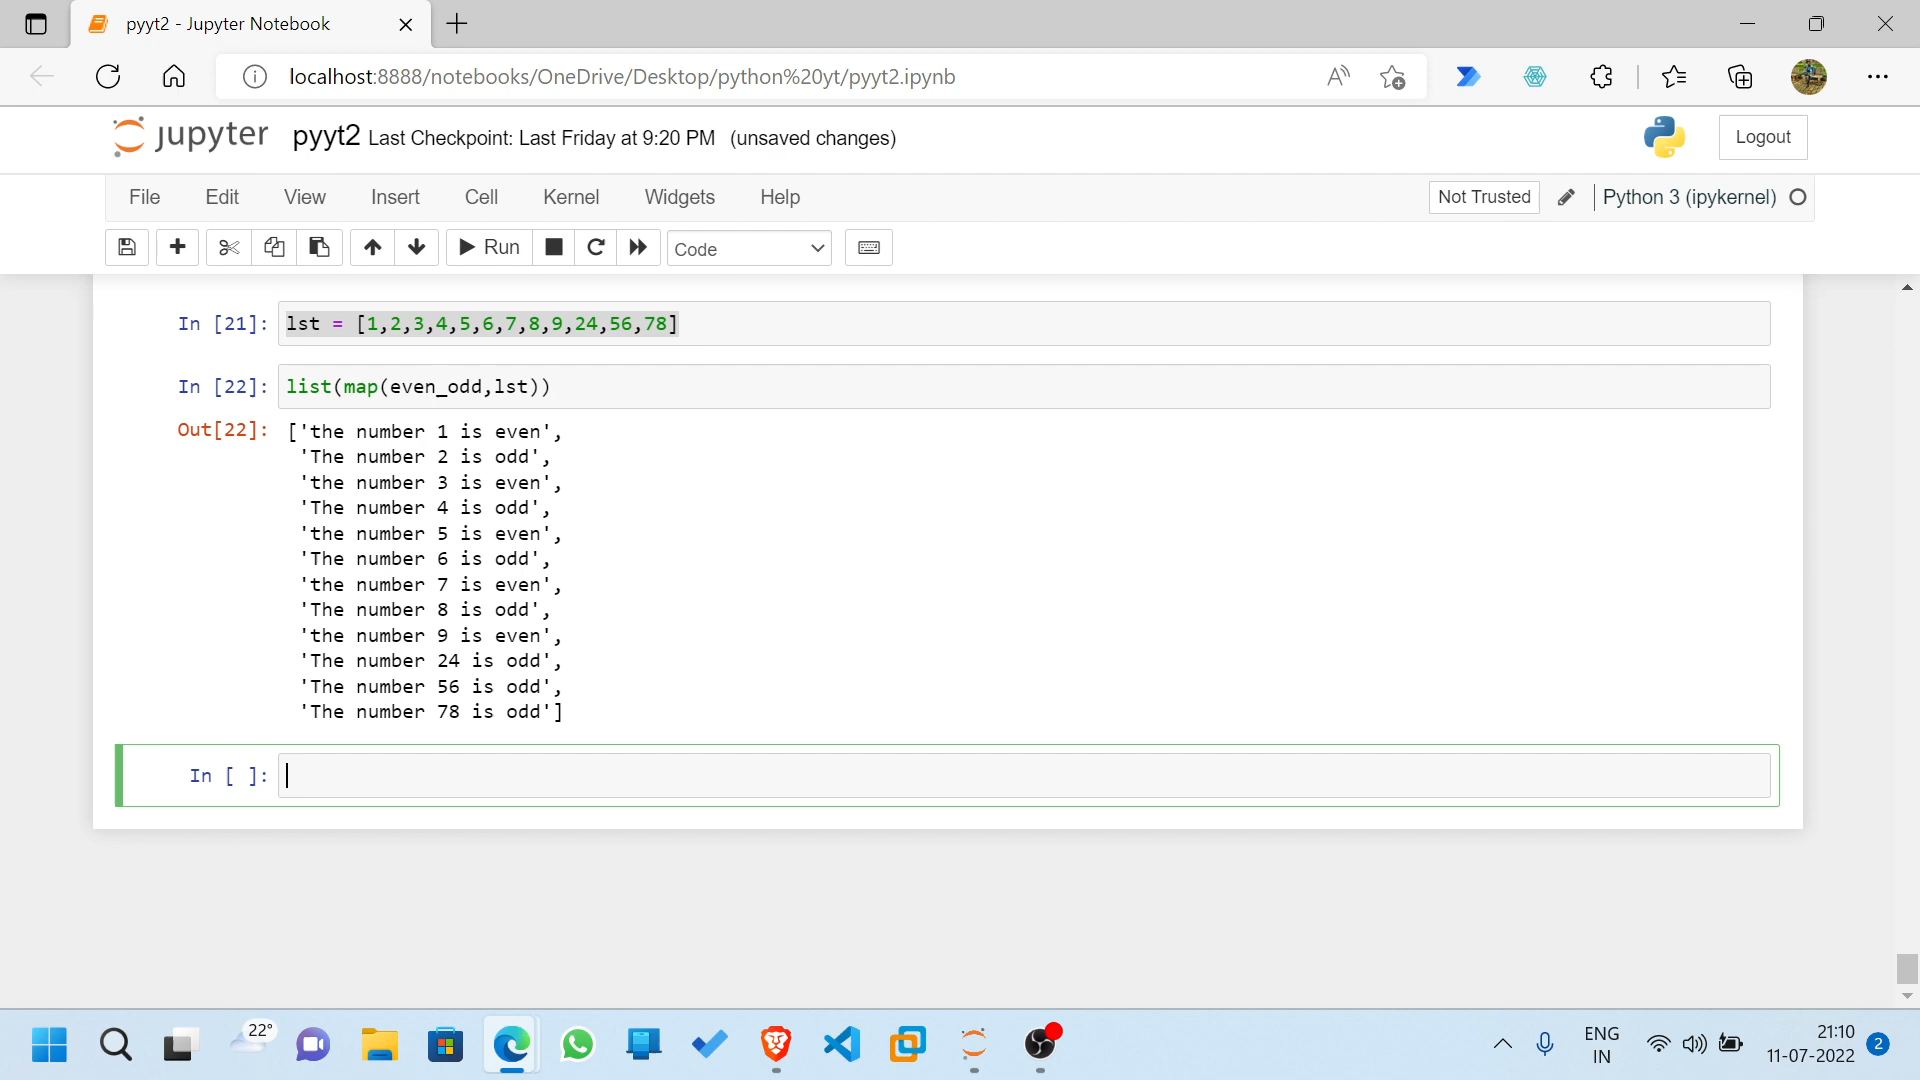 pyyt2 - Jupyter Notebook
localhost:8888/notebooks/OneDrive/Desktop/python%20yt/pyyt2.ipynb
jupyter pyyt2 Last Checkpoint: Last Friday at 9:20 PM (unsaved changes)
Logout
File Edit View Insert Cell Kernel Widgets Help
Not Trusted Python 3 (ipykernel)
Run Code
In [21]: lst = [1,2,3,4,5,6,7,8,9,24,56,78]
In [22]: list(map(even_odd,lst))
Out[22]: ['the number 1 is even',
'The number 2 is odd',
'the number 3 is even',
'The number 4 is odd',
'the number 5 is even',
'The number 6 is odd',
'the number 7 is even',
'The number 8 is odd',
'the number 9 is even',
'The number 24 is odd',
'The number 56 is odd',
'The number 78 is odd']
In [ ]:
22°
ENG
IN
21:10
11-07-2022
2